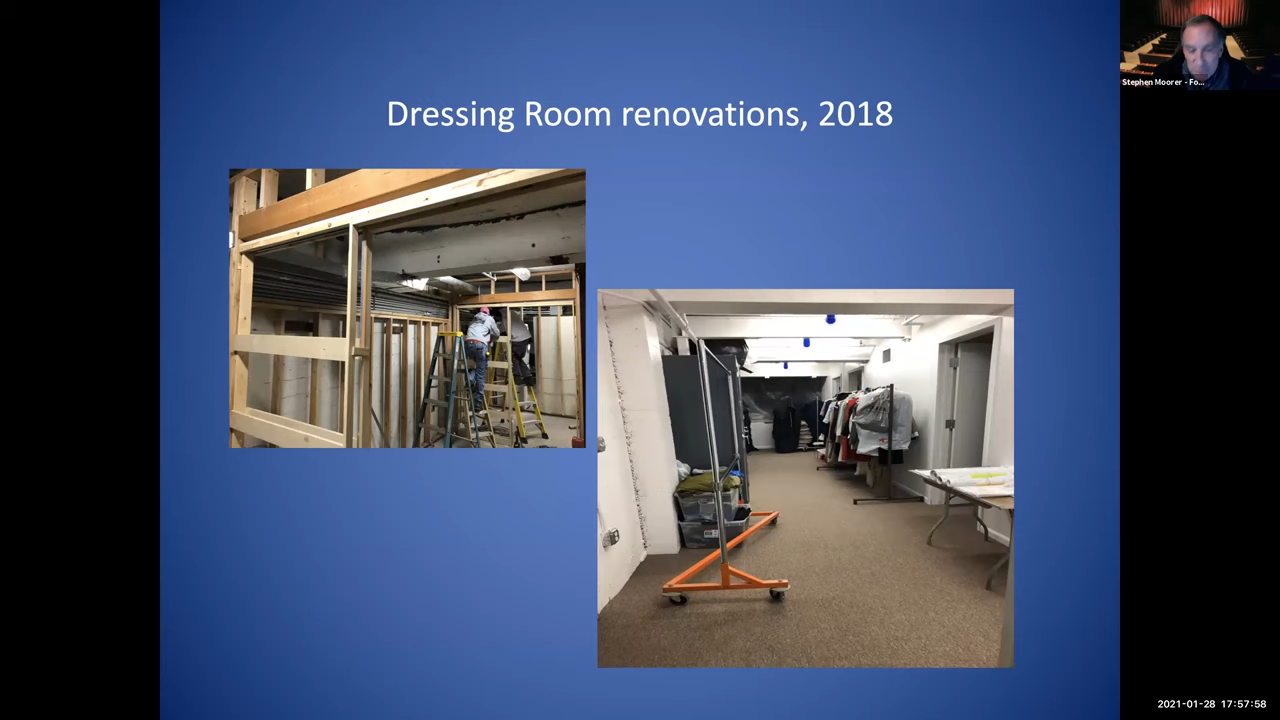 Dressing Room renovations, 2018
Stephen Moorer - Fo...
2021-01-28 17:57:58